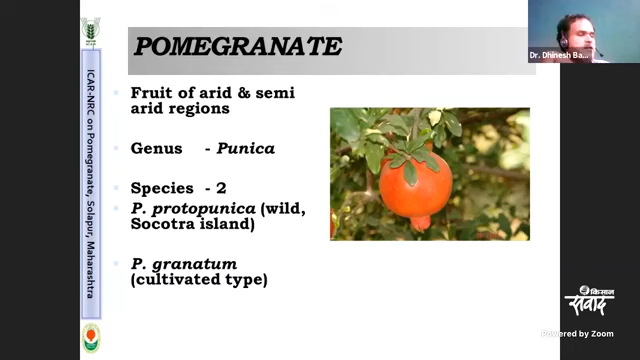 POMEGRANATE
Dr. Dhinesh Ba...
ICAR-NRC on Pomegranate, Solapur, Maharashtra
Fruit of arid & semi
arid regions
Genus - Punica
Species - 2
P. protopunica (wild,
Socotra island)
P. granatum
(cultivated type)
किसान
संवाद
Powered by Zoom